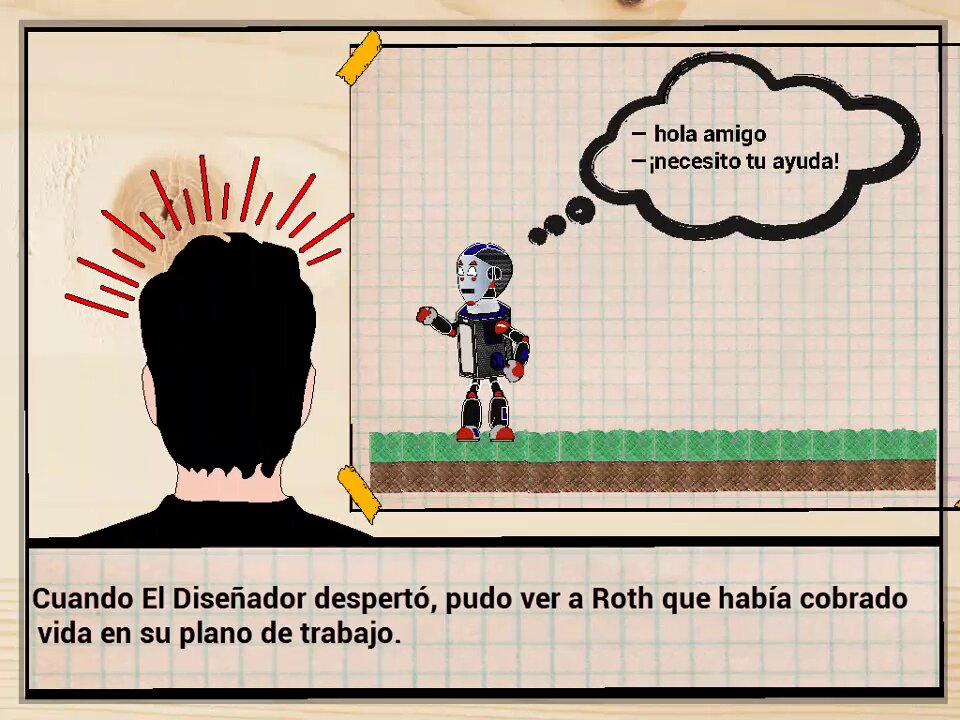 — hola amigo
—¡necesito tu ayuda!
Cuando El Diseñador despertó, pudo ver a Roth que había cobrado
vida en su plano de trabajo.